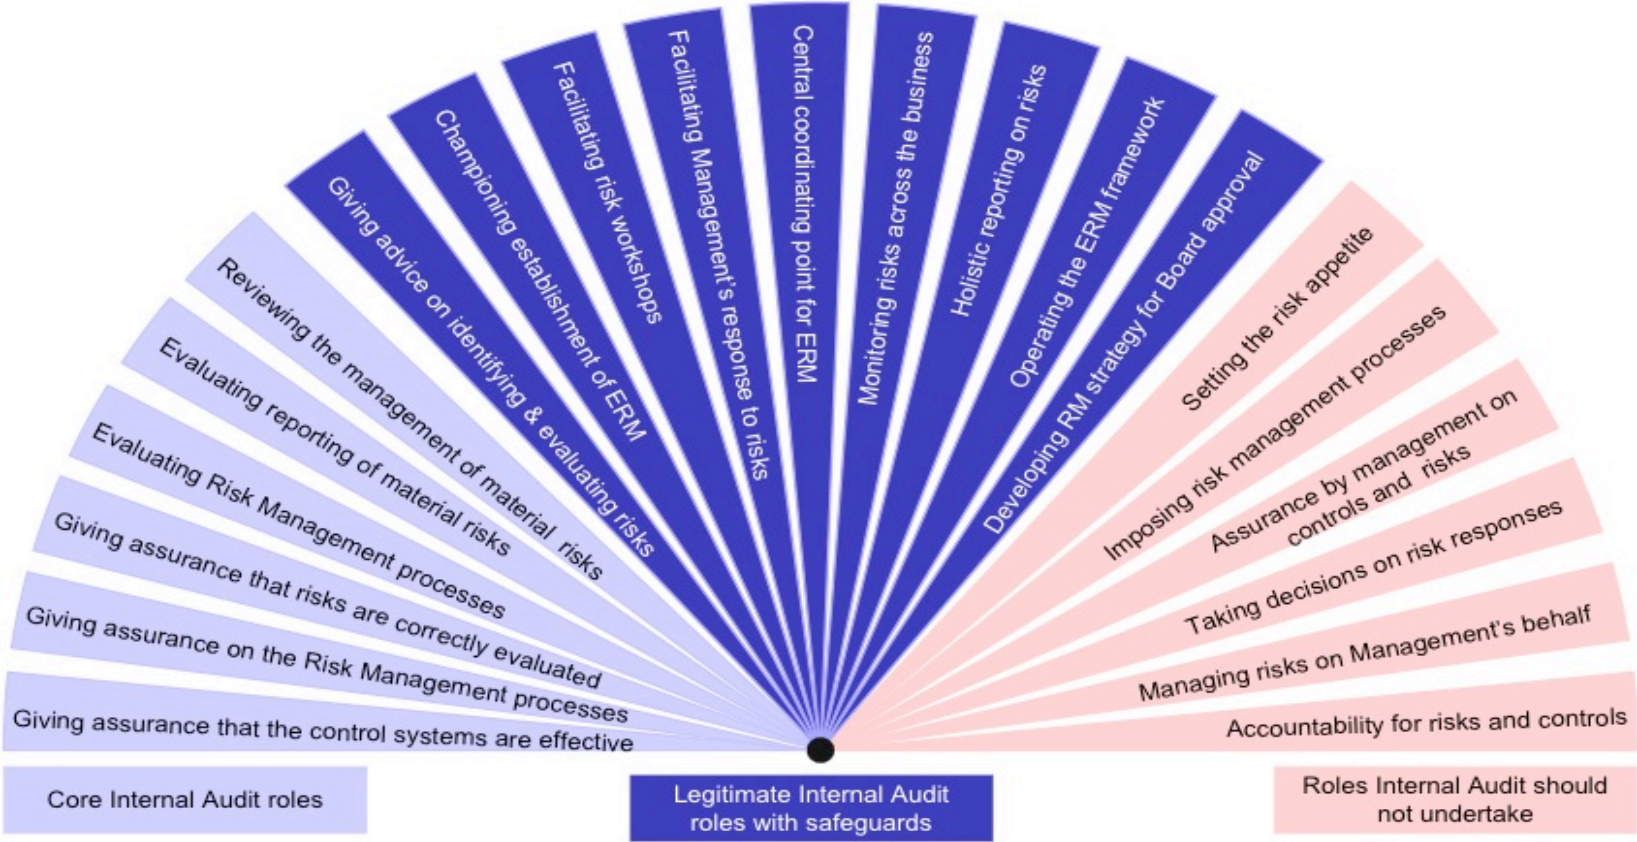 Giving assurance that the control systems are effective
Giving assurance on the Risk Management processes
Giving assurance that risks are correctly evaluated
Evaluating Risk Management processes
Evaluating reporting of material risks
Reviewing the management of material risks
Giving advice on identifying & evaluating risks
Championing establishment of ERM
Facilitating risk workshops
Facilitating Management's response to risks
Central coordinating point for ERM
Monitoring risks across the business
Holistic reporting on risks
Operating the ERM framework
Developing RM strategy for Board approval
Setting the risk appetite
Imposing risk management processes
Assurance by management on
controls and risks
Taking decisions on risk responses
Managing risks on Management's behalf
Accountability for risks and controls
Core Internal Audit roles
Legitimate Internal Audit
roles with safeguards
Roles Internal Audit should
not undertake